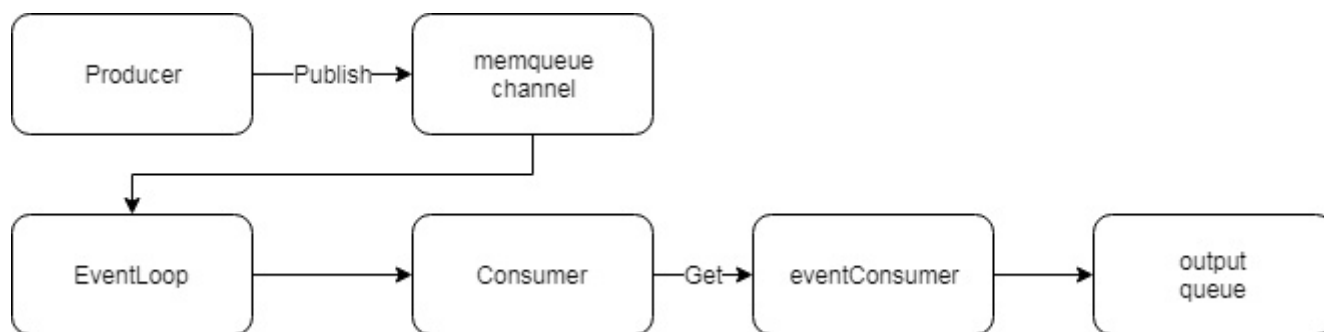 Producer
Publish
memqueue
channel
EventLoop
Consumer
Get
eventConsumer
output
queue